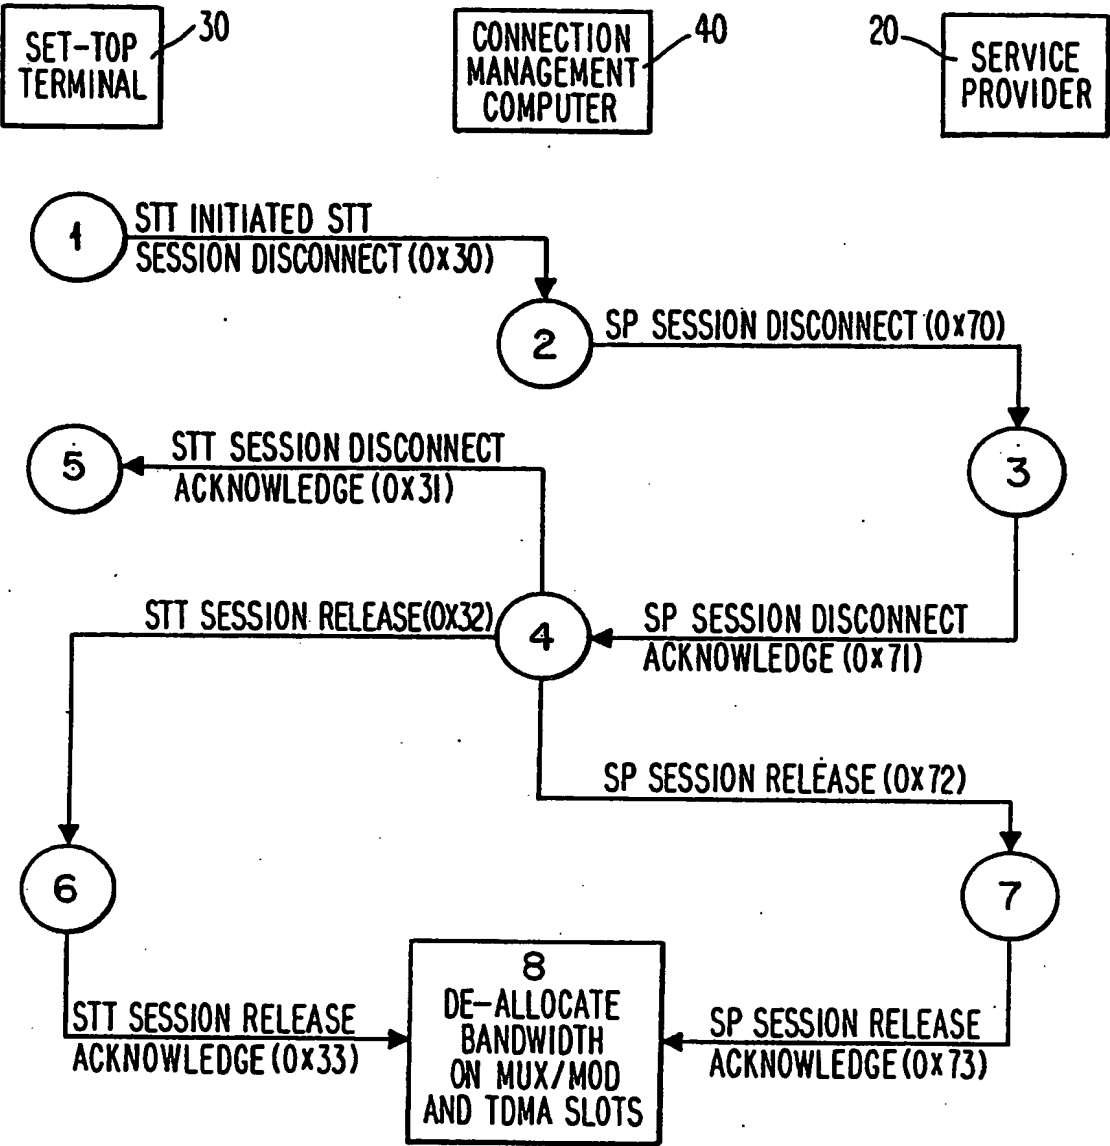 SET-TOP
TERMINAL
30
CONNECTION
MANAGEMENT
COMPUTER
40
20
SERVICE
PROVIDER
1
STT INITIATED STT
SESSION DISCONNECT (0X30)
2
SP SESSION DISCONNECT (0X70)
5
STT SESSION DISCONNECT
ACKNOWLEDGE (0X31)
3
STT SESSION RELEASE (0X32)
4
SP SESSION DISCONNECT
ACKNOWLEDGE (0X71)
SP SESSION RELEASE (0X72)
6
7
STT SESSION RELEASE
ACKNOWLEDGE (0X33)
8
DE-ALLOCATE
BANDWIDTH
ON MUX/MOD
AND TDMA SLOTS
SP SESSION RELEASE
ACKNOWLEDGE (0X73)